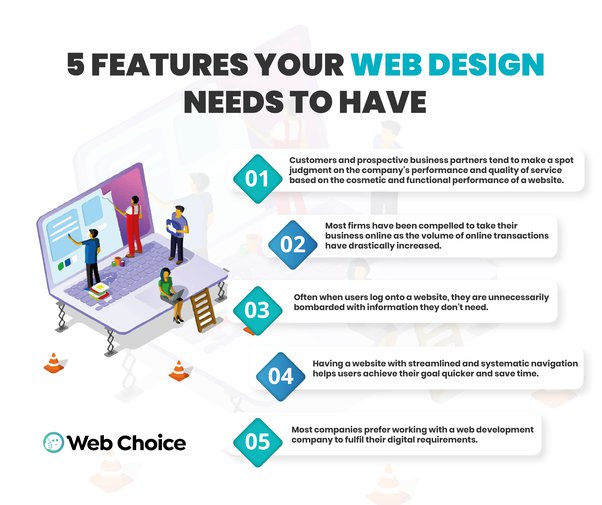 5 FEATURES YOUR WEB DESIGN
NEEDS TO HAVE
01
Customers and prospective business partners tend to make a spot
judgment on the company's performance and quality of service
based on the cosmetic and functional performance of a website.
02
Most firms have been compelled to take their
business online as the volume of online transactions
have drastically increased.
03
Often when users log onto a website, they are unnecessarily
bombarded with information they don't need.
04
Having a website with streamlined and systematic navigation
helps users achieve their goal quicker and save time.
05
Most companies prefer working with a web development
company to fulfil their digital requirements.
Web Choice